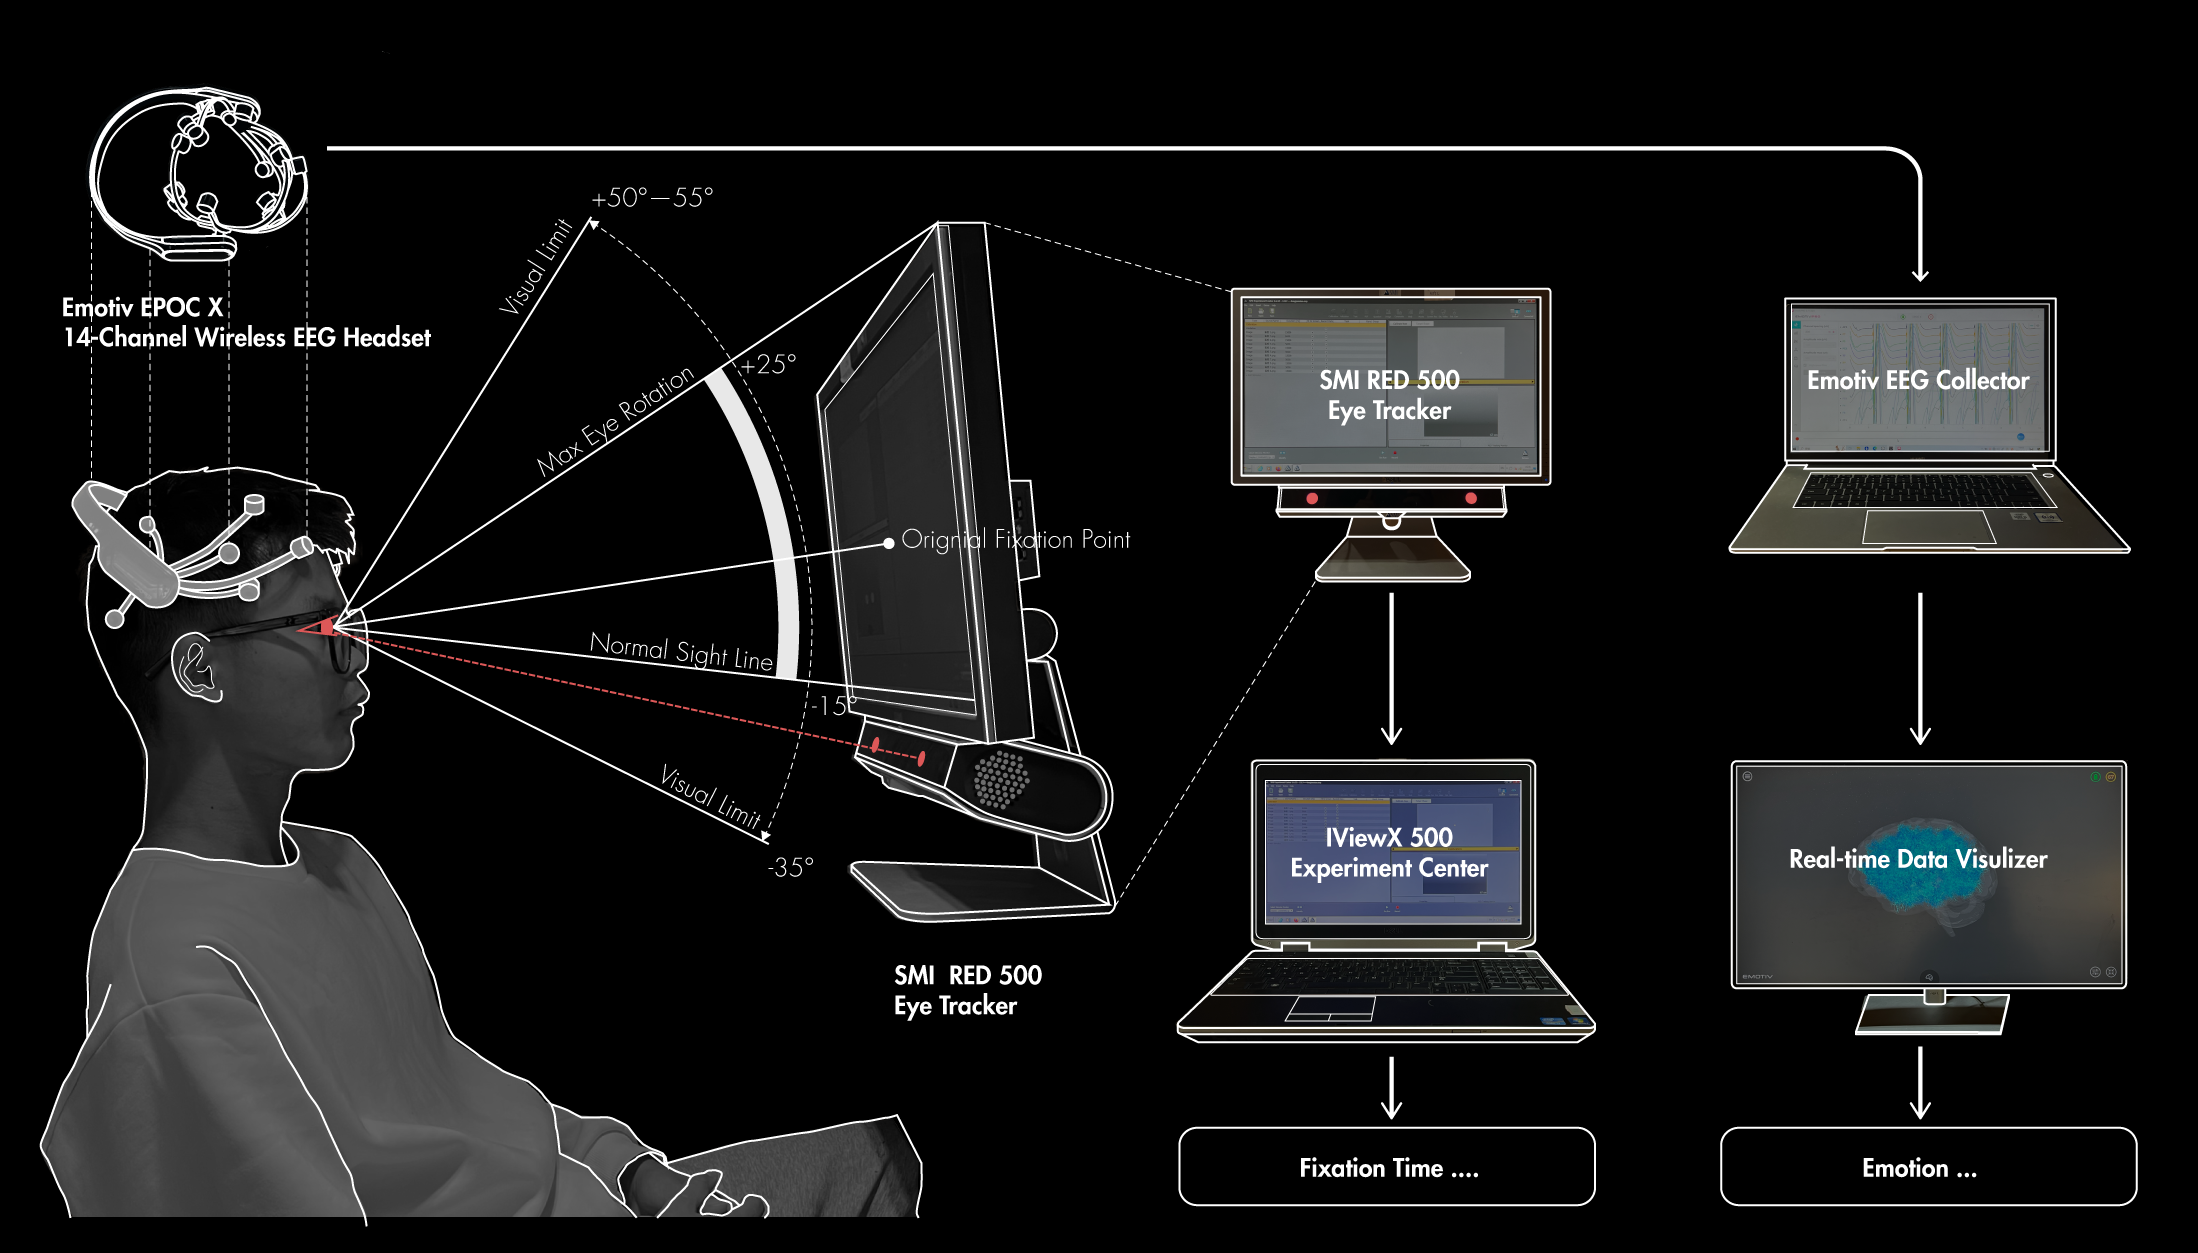 +50°—55°
Visual Limit
Emotiv EPOC X
14-Channel Wireless EEG Headset
+25°
Max Eye Rotation
Orignial Fixation Point
Normal Sight Line
-15°
Visual Limit
-35°
SMI RED 500
Eye Tracker
SMI RED 500
Eye Tracker
IViewX 500
Experiment Center
Fixation Time ....
Emotiv EEG Collector
Real-time Data Visulizer
EMOTIV
Emotion ...